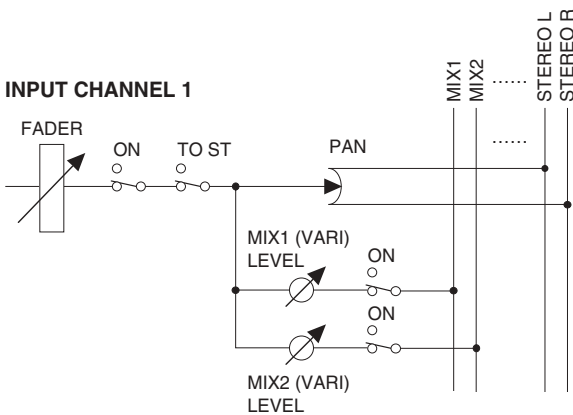 INPUT CHANNEL 1
FADER
ON
TO ST
PAN
MIX1
MIX2
......
STEREO L
STEREO R
......
MIX1 (VARI)
LEVEL
ON
ON
MIX2 (VARI)
LEVEL